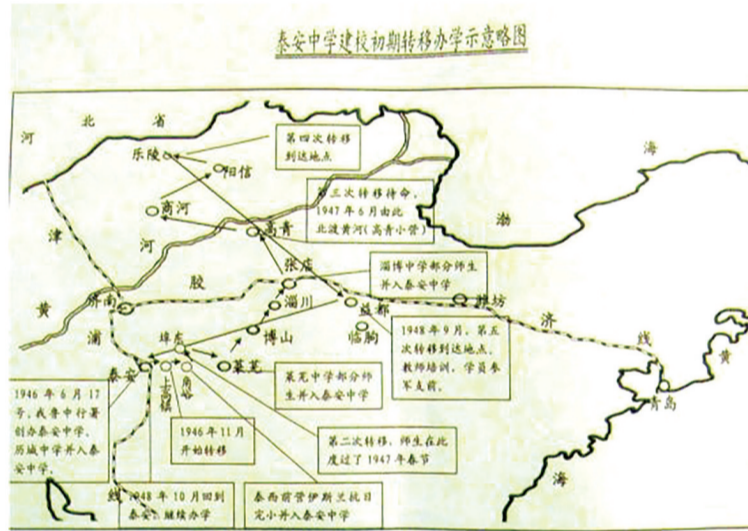 泰安中学建校初期转移办学示意略图
河北省
第四次转移
到达地点
乐陵
阳信
海
第三次转移待命,
1947年6月由此
北渡黄河(高青小营)
渤
商河
高青
津
河
张店
淄博中学部分师
生并入泰安中学
胶
黄
济南
淄川
益都
潍坊
浦
埠东
博山
临朐
济
线
黄
1948年9月,第五
次转移到达地点,
教师培训,学员参
军支前。
泰安
莱芜
莱芜中学部分师
生并入泰安中学
青岛
上高镇
角峪
1946年6月17
号,我鲁中行署
创办泰安中学,
历城中学并入泰
安中学。
1946年11月
开始转移
第二次转移,师生在此
度过了1947年春节
海
线
1948年10月回到
泰安,继续办学
泰西前营伊斯兰抗日
完小并入泰安中学